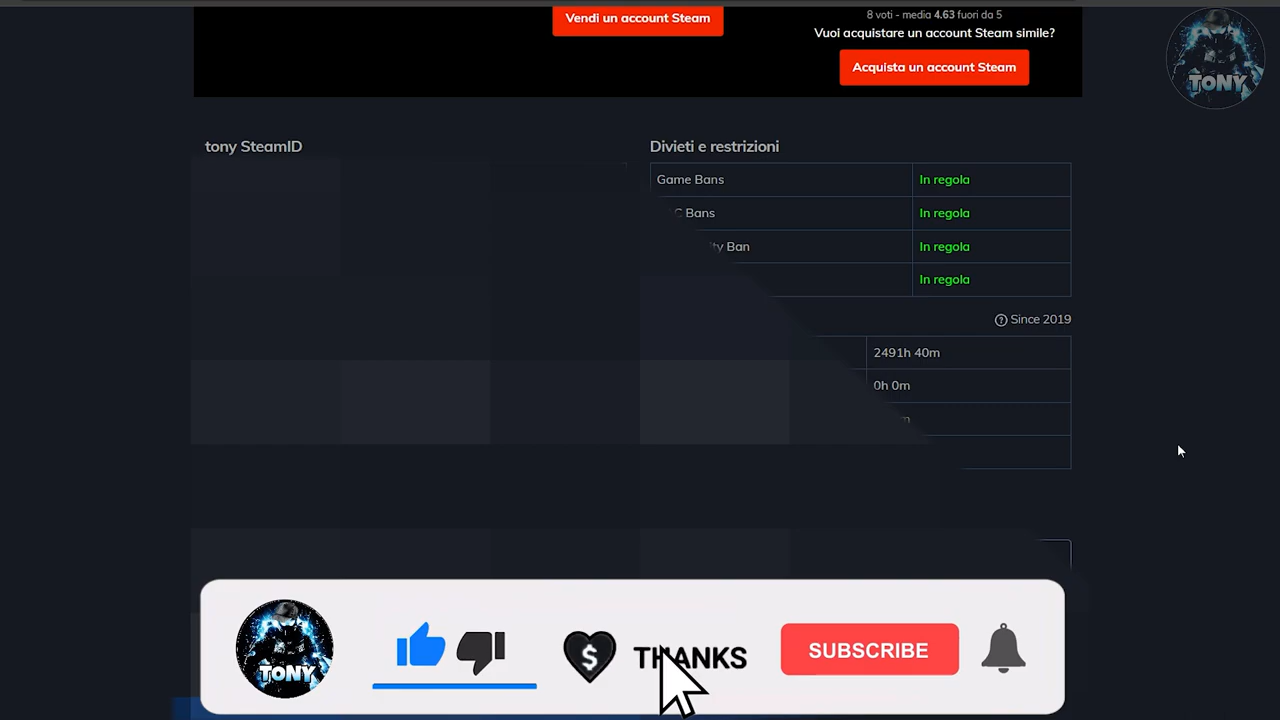 Vendi un account Steam
8 voti - media 4.63 fuori da 5
Vuoi acquistare un account Steam simile?
Acquista un account Steam
TONY
tony SteamID
Divieti e restrizioni
Game Bans In regola
C Bans In regola
ty Ban In regola
In regola
Since 2019
2491h 40m
0h 0m
m
TONY
$ THANKS
SUBSCRIBE